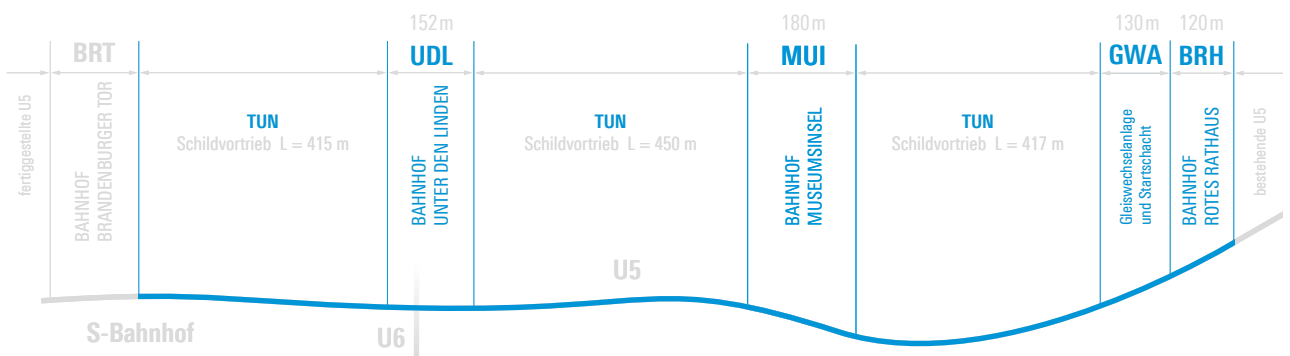 152m
180m
130m
120m
BRT
UDL
MUI
GWA
BRH
fertiggestellte U5
BAHNHOF
BRANDENBURGER TOR
TUN
Schildvortrieb L = 415 m
BAHNHOF
UNTER DEN LINDEN
TUN
Schildvortrieb L = 450 m
BAHNHOF
MUSEUMSINSEL
TUN
Schildvortrieb L = 417 m
Gleiswechselanlage
und Startschacht
BAHNHOF
ROTES RATHAUS
bestehende U5
U5
S-Bahnhof
U6